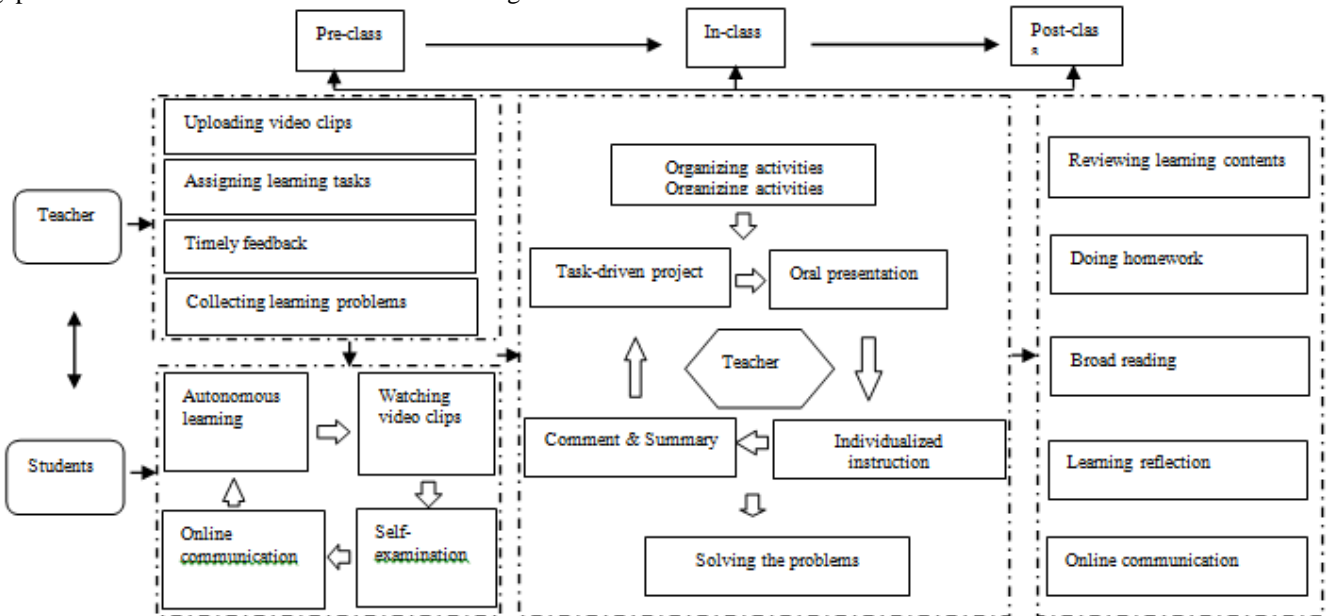 Pre-class
In-class
Post-clas
s
Uploading video clips
Assigning learning tasks
Timely feedback
Collecting learning problems
Teacher
Students
Autonomous
learning
Watching
video clips
Online
communication
Self-
examination
Organizing activities
Organizing activities
Task-driven project
Oral presentation
Teacher
Comment & Summary
Individualized
instruction
Solving the problems
Reviewing learning contents
Doing homework
Broad reading
Learning reflection
Online communication